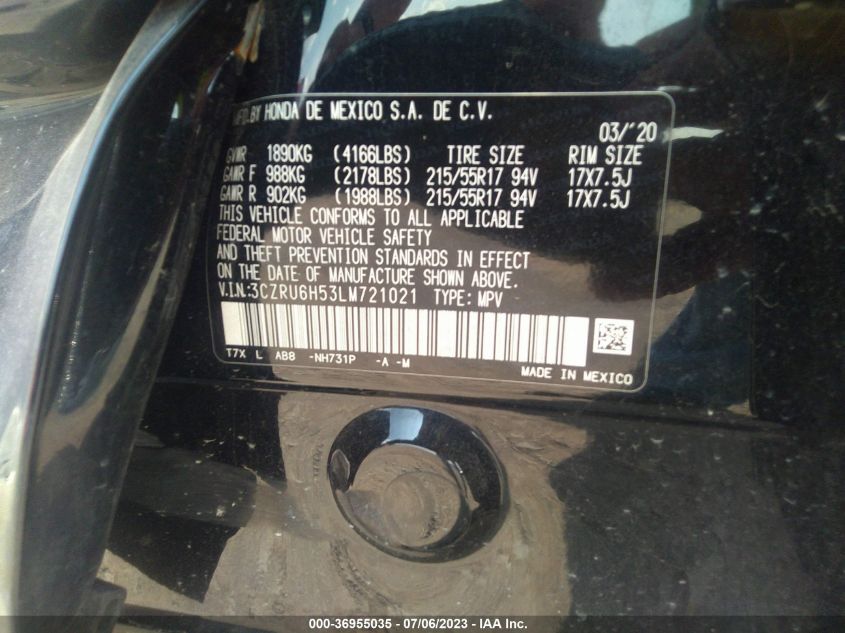 MFD.BY HONDA DE MEXICO S.A. DE C.V.
03/'20
GVWR 1890KG (4166LBS) TIRE SIZE RIM SIZE
GAWR F 988KG (2178LBS) 215/55R17 94V 17X7.5J
GAWR R 902KG (1988LBS) 215/55R17 94V 17X7.5J
THIS VEHICLE CONFORMS TO ALL APPLICABLE
FEDERAL MOTOR VEHICLE SAFETY
AND THEFT PREVENTION STANDARDS IN EFFECT
ON THE DATE OF MANUFACTURE SHOWN ABOVE.
V.I.N:3CZRU6H53LM721021 TYPE: MPV
T7X L AB8 -NH731P -A -M
MADE IN MEXICO
000-36955035 - 07/06/2023 - IAA Inc.